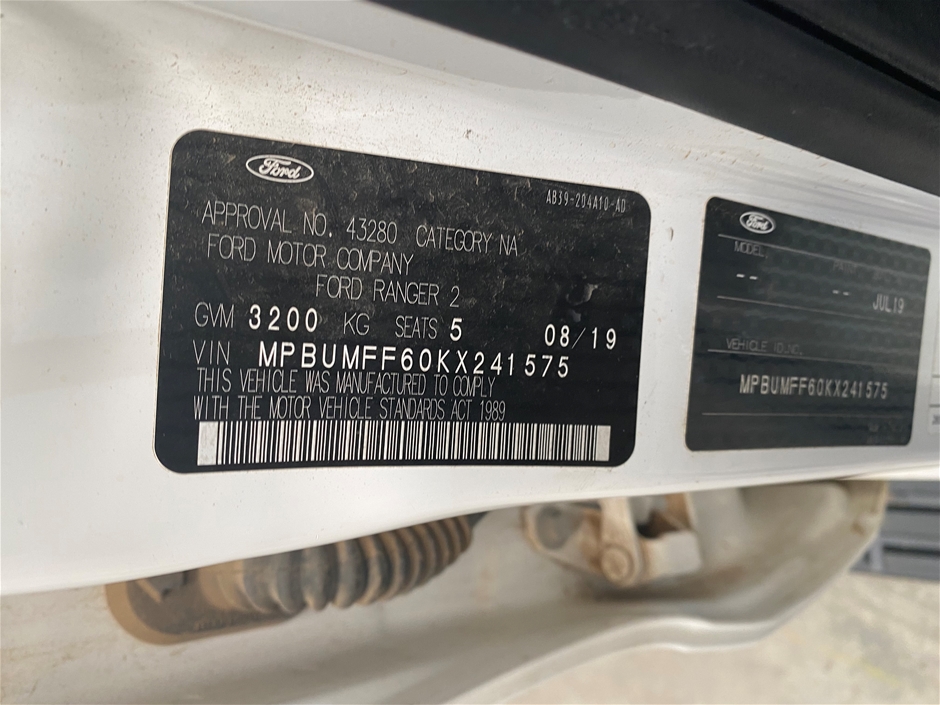 Ford
AB39-204A10-AD
APPROVAL NO. 43280 CATEGORY NA
FORD MOTOR COMPANY
FORD RANGER 2
GVM 3200 KG SEATS 5 08/19
VIN MPBUMFF60KX241575
THIS VEHICLE WAS MANUFACTURED TO COMPLY
WITH THE MOTOR VEHICLE STANDARDS ACT 1989
Ford
MODEL
-- -- JUL19
VEHICLE ID.NO.
MPBUMFF60KX241575